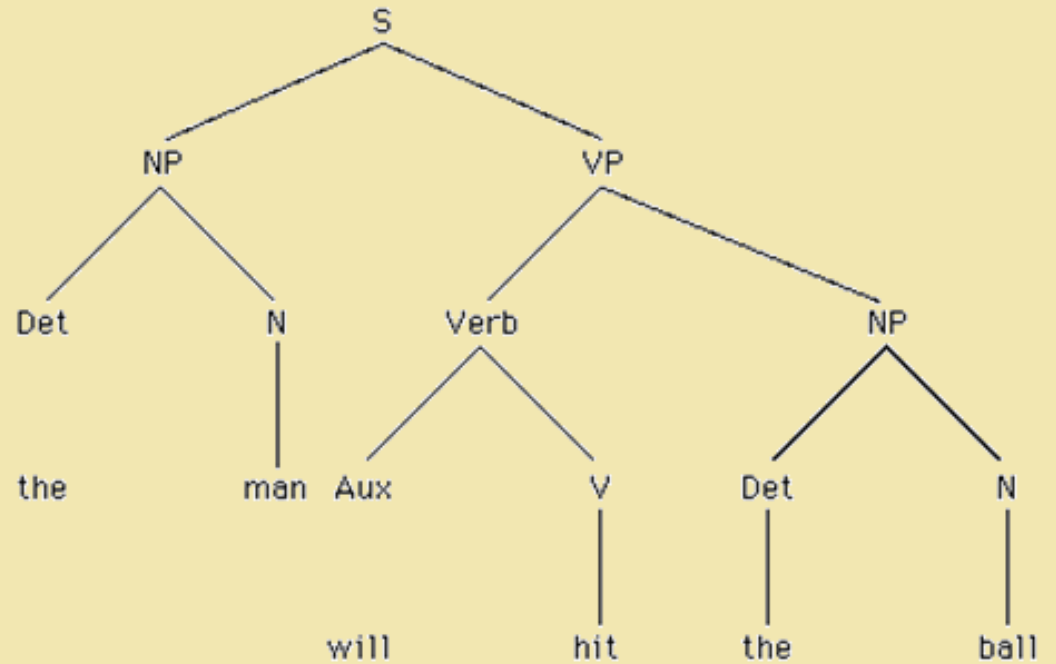 S
NP VP
Det N Verb NP
the man Aux V Det N
will hit the ball